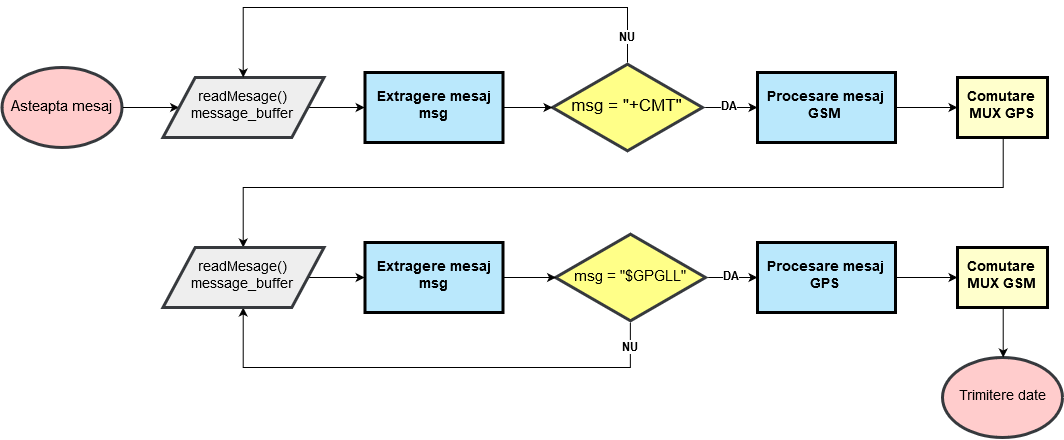 NU
Asteapta mesaj
readMesage()
message_buffer
Extragere mesaj
msg
msg = "+CMT"
DA
Procesare mesaj
GSM
Comutare
MUX GPS
readMesage()
message_buffer
Extragere mesaj
msg
msg = "$GPGLL"
DA
Procesare mesaj
GPS
Comutare
MUX GSM
NU
Trimitere date